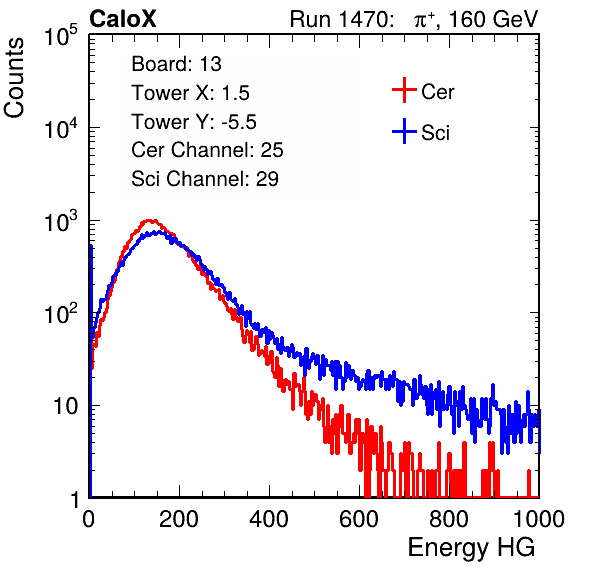 CaloX Run 1470: π⁺, 160 GeV
Counts
Board: 13
Tower X: 1.5
Tower Y: -5.5
Cer Channel: 25
Sci Channel: 29
Cer
Sci
10⁵
10⁴
10³
10²
10
1
0 200 400 600 800 1000
Energy HG